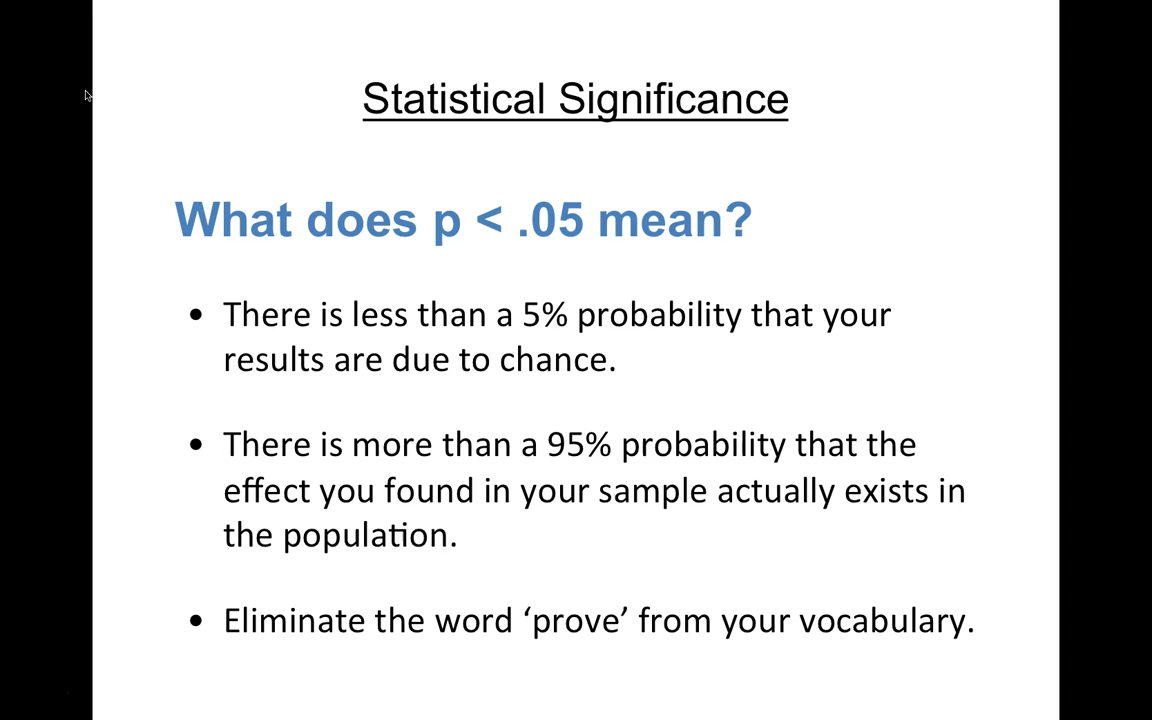 Statistical Significance
What does p < .05 mean?
• There is less than a 5% probability that your
results are due to chance.
• There is more than a 95% probability that the
effect you found in your sample actually exists in
the population.
• Eliminate the word ‘prove’ from your vocabulary.